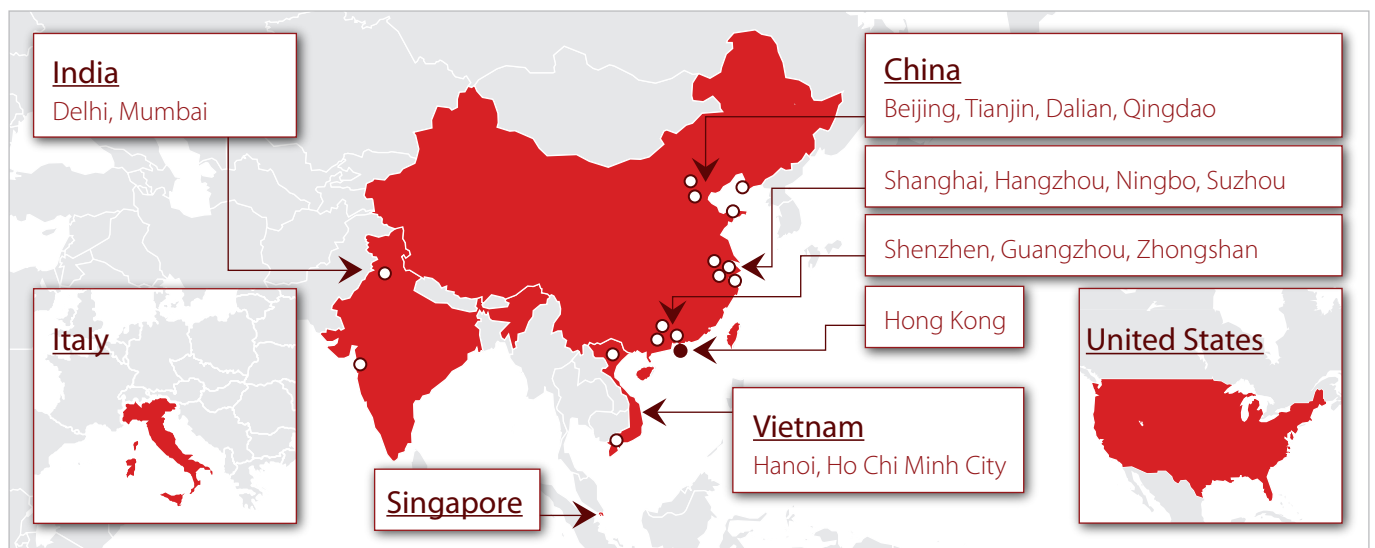 India
Delhi, Mumbai
China
Beijing, Tianjin, Dalian, Qingdao
Shanghai, Hangzhou, Ningbo, Suzhou
Shenzhen, Guangzhou, Zhongshan
Hong Kong
Italy
United States
Vietnam
Hanoi, Ho Chi Minh City
Singapore